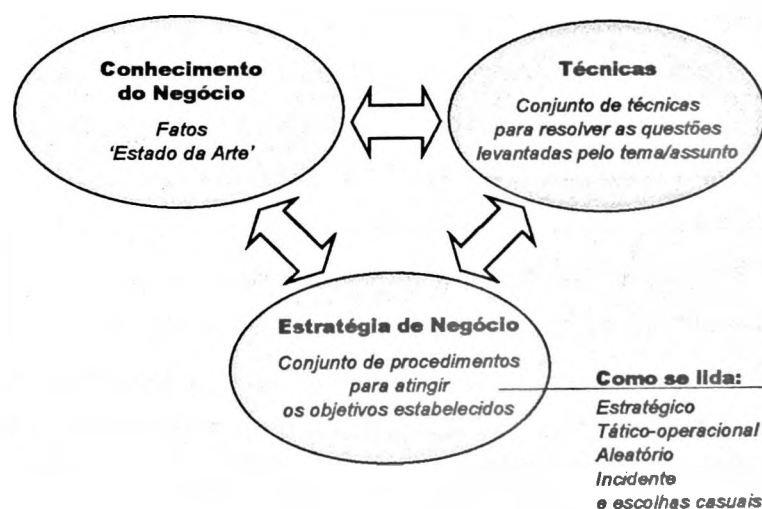 Conhecimento
do Negócio
Fatos
'Estado da Arte'
Técnicas
Conjunto de técnicas
para resolver as questões
levantadas pelo tema/assunto
Estratégia de Negócio
Conjunto de procedimentos
para atingir
os objetivos estabelecidos
Como se lida:
Estratégico
Tático-operacional
Aleatório
Incidente
e escolhas casuais